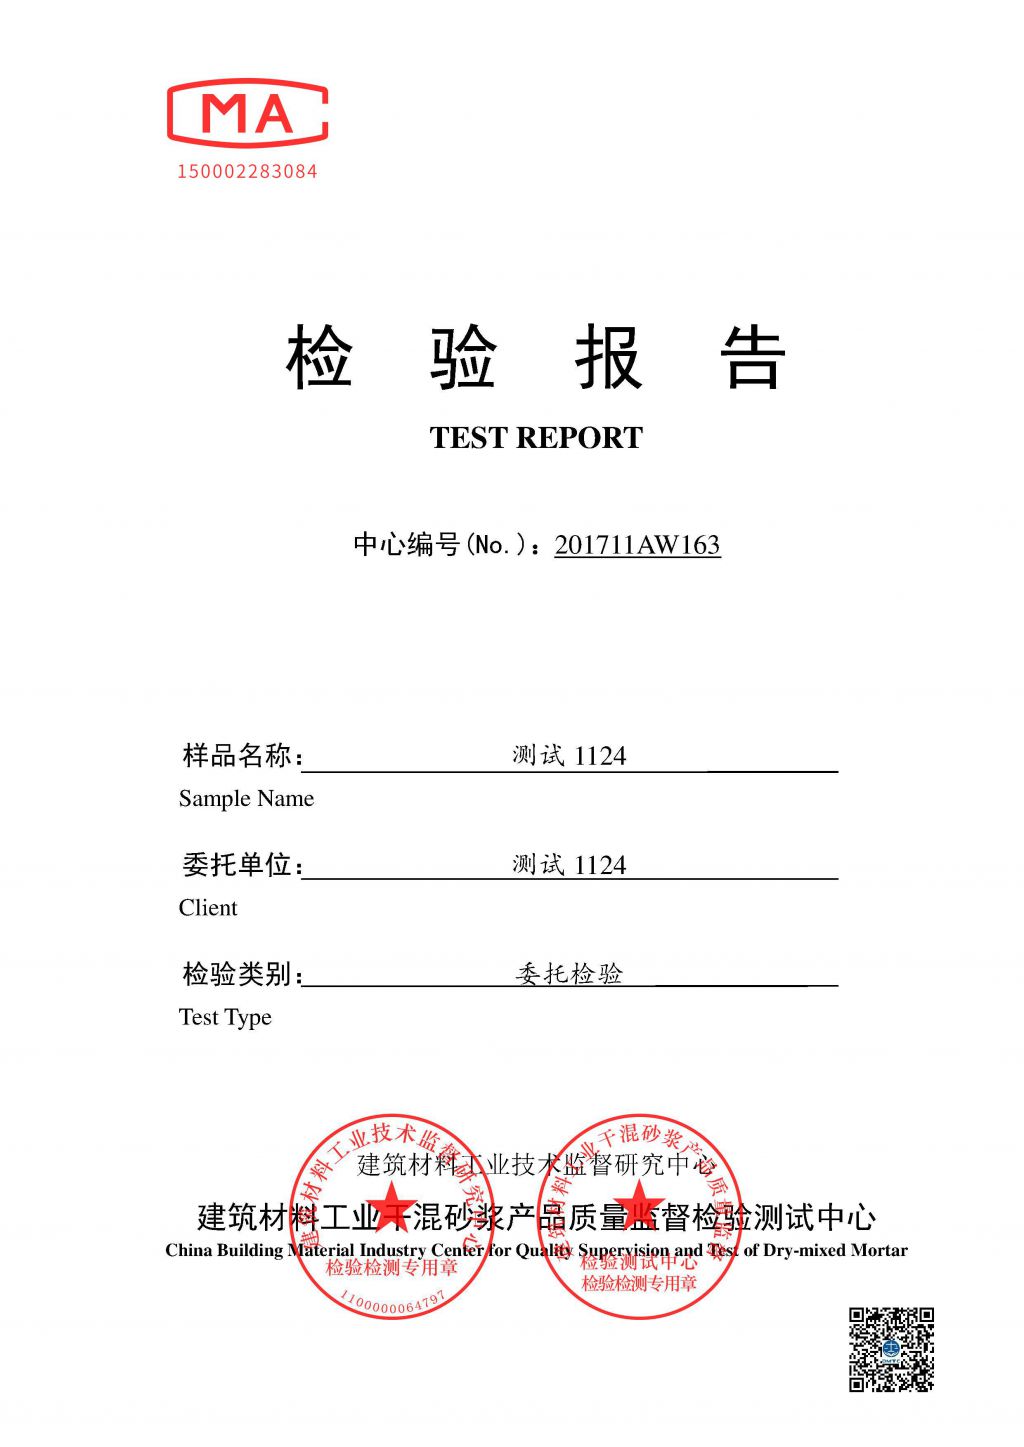 MA
150002283084
检验报告
TEST REPORT
中心编号(No.)：201711AW163
样品名称：测试 1124
Sample Name
委托单位：测试 1124
Client
检验类别：委托检验
Test Type
建筑材料工业技术监督研究中心
建筑材料工业干混砂浆产品质量监督检验测试中心
China Building Material Industry Center for Quality Supervision and Test of Dry-mixed Mortar
建筑材料工业技术监督研究中心
检验检测专用章
1100000064797
建筑材料工业干混砂浆产品质量监督
检验测试中心
检验检测专用章